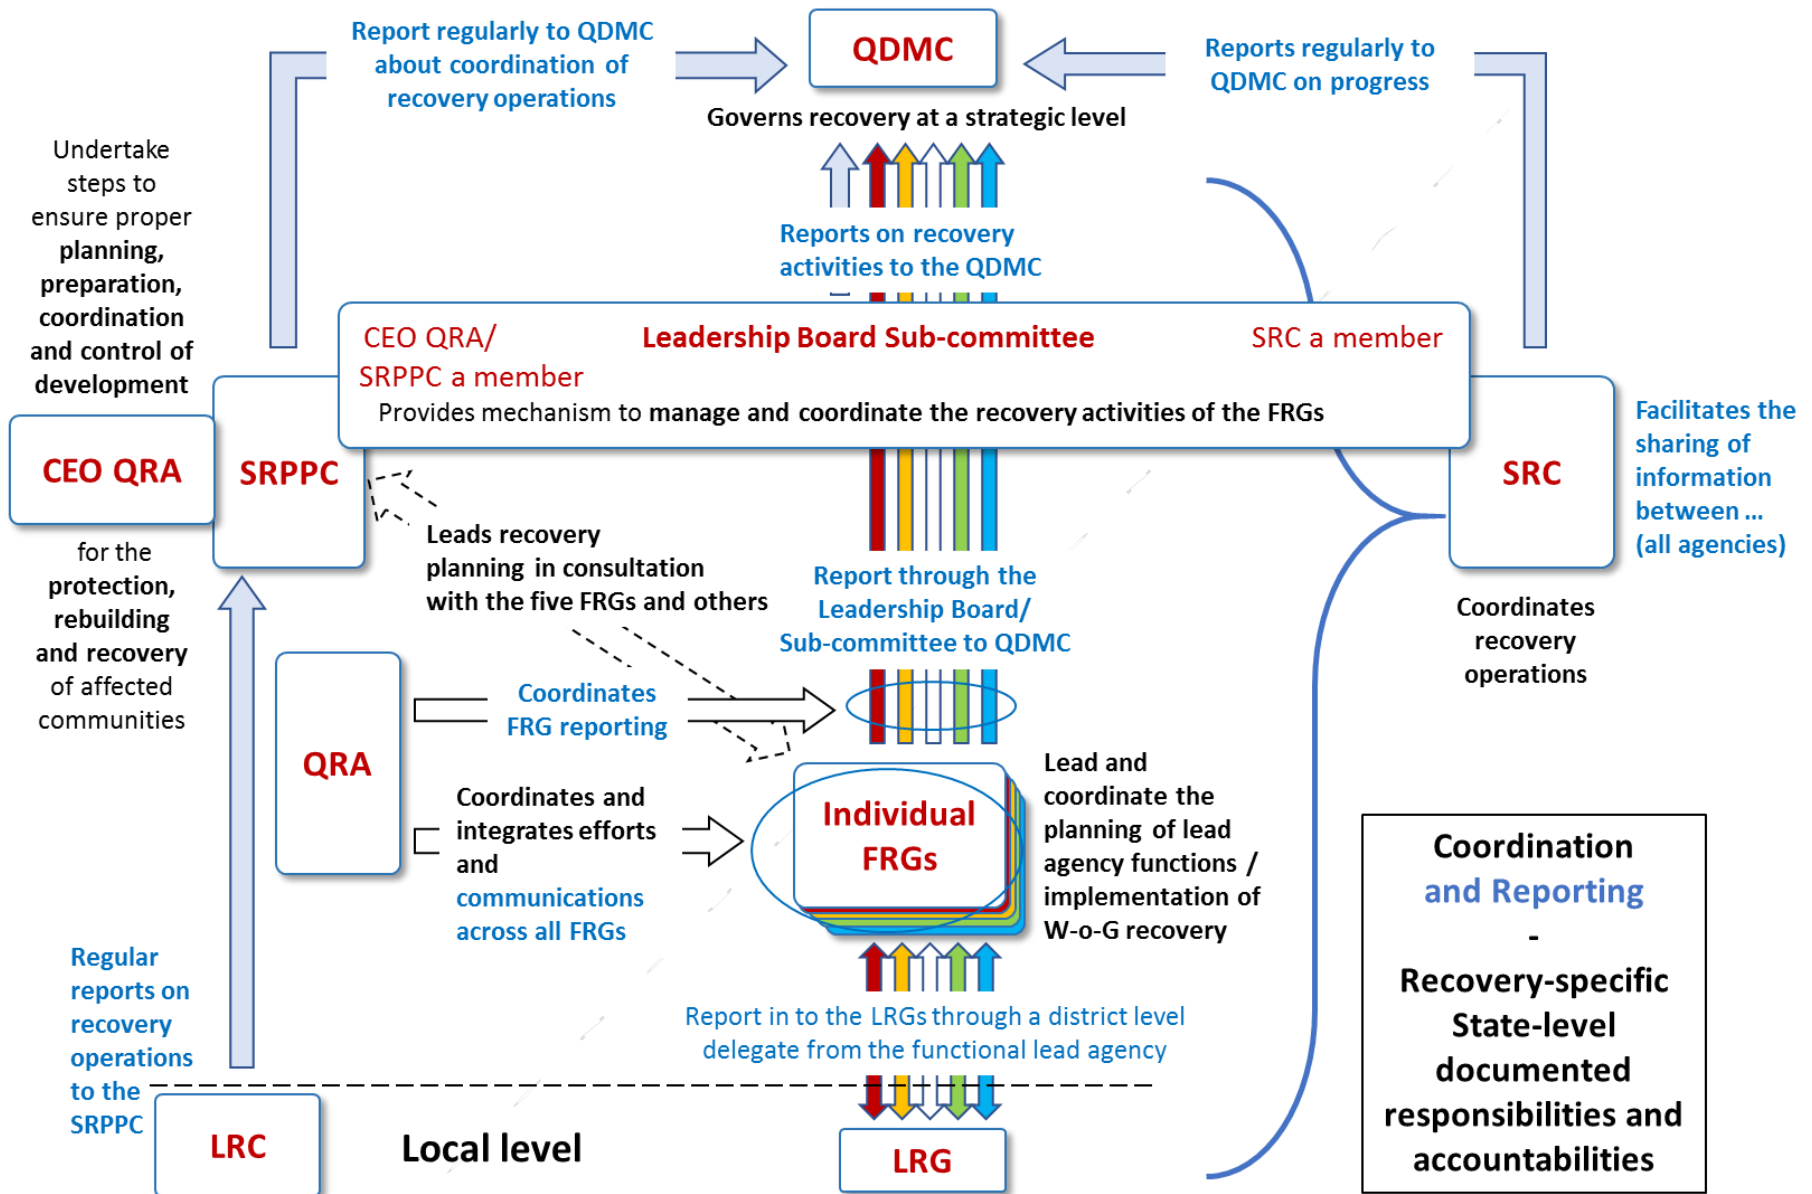 Report regularly to QDMC
about coordination of
recovery operations
QDMC
Reports regularly to
QDMC on progress
Governs recovery at a strategic level
Undertake
steps to
ensure proper
planning,
preparation,
coordination
and control of
development
Reports on recovery
activities to the QDMC
CEO QRA/
SRPPC a member
Leadership Board Sub-committee
SRC a member
Provides mechanism to manage and coordinate the recovery activities of the FRGs
CEO QRA
SRPPC
SRC
Facilitates the
sharing of
information
between ...
(all agencies)
for the
protection,
rebuilding
and recovery
of affected
communities
Leads recovery
planning in consultation
with the five FRGs and others
Report through the
Leadership Board/
Sub-committee to QDMC
Coordinates
recovery
operations
QRA
Coordinates
FRG reporting
Coordinates and
integrates efforts
and
communications
across all FRGs
Individual
FRGs
Lead and
coordinate the
planning of lead
agency functions /
implementation of
W-o-G recovery
Coordination
and Reporting
-
Recovery-specific
State-level
documented
responsibilities and
accountabilities
Regular
reports on
recovery
operations
to the
SRPPC
Report in to the LRGs through a district level
delegate from the functional lead agency
LRC
Local level
LRG